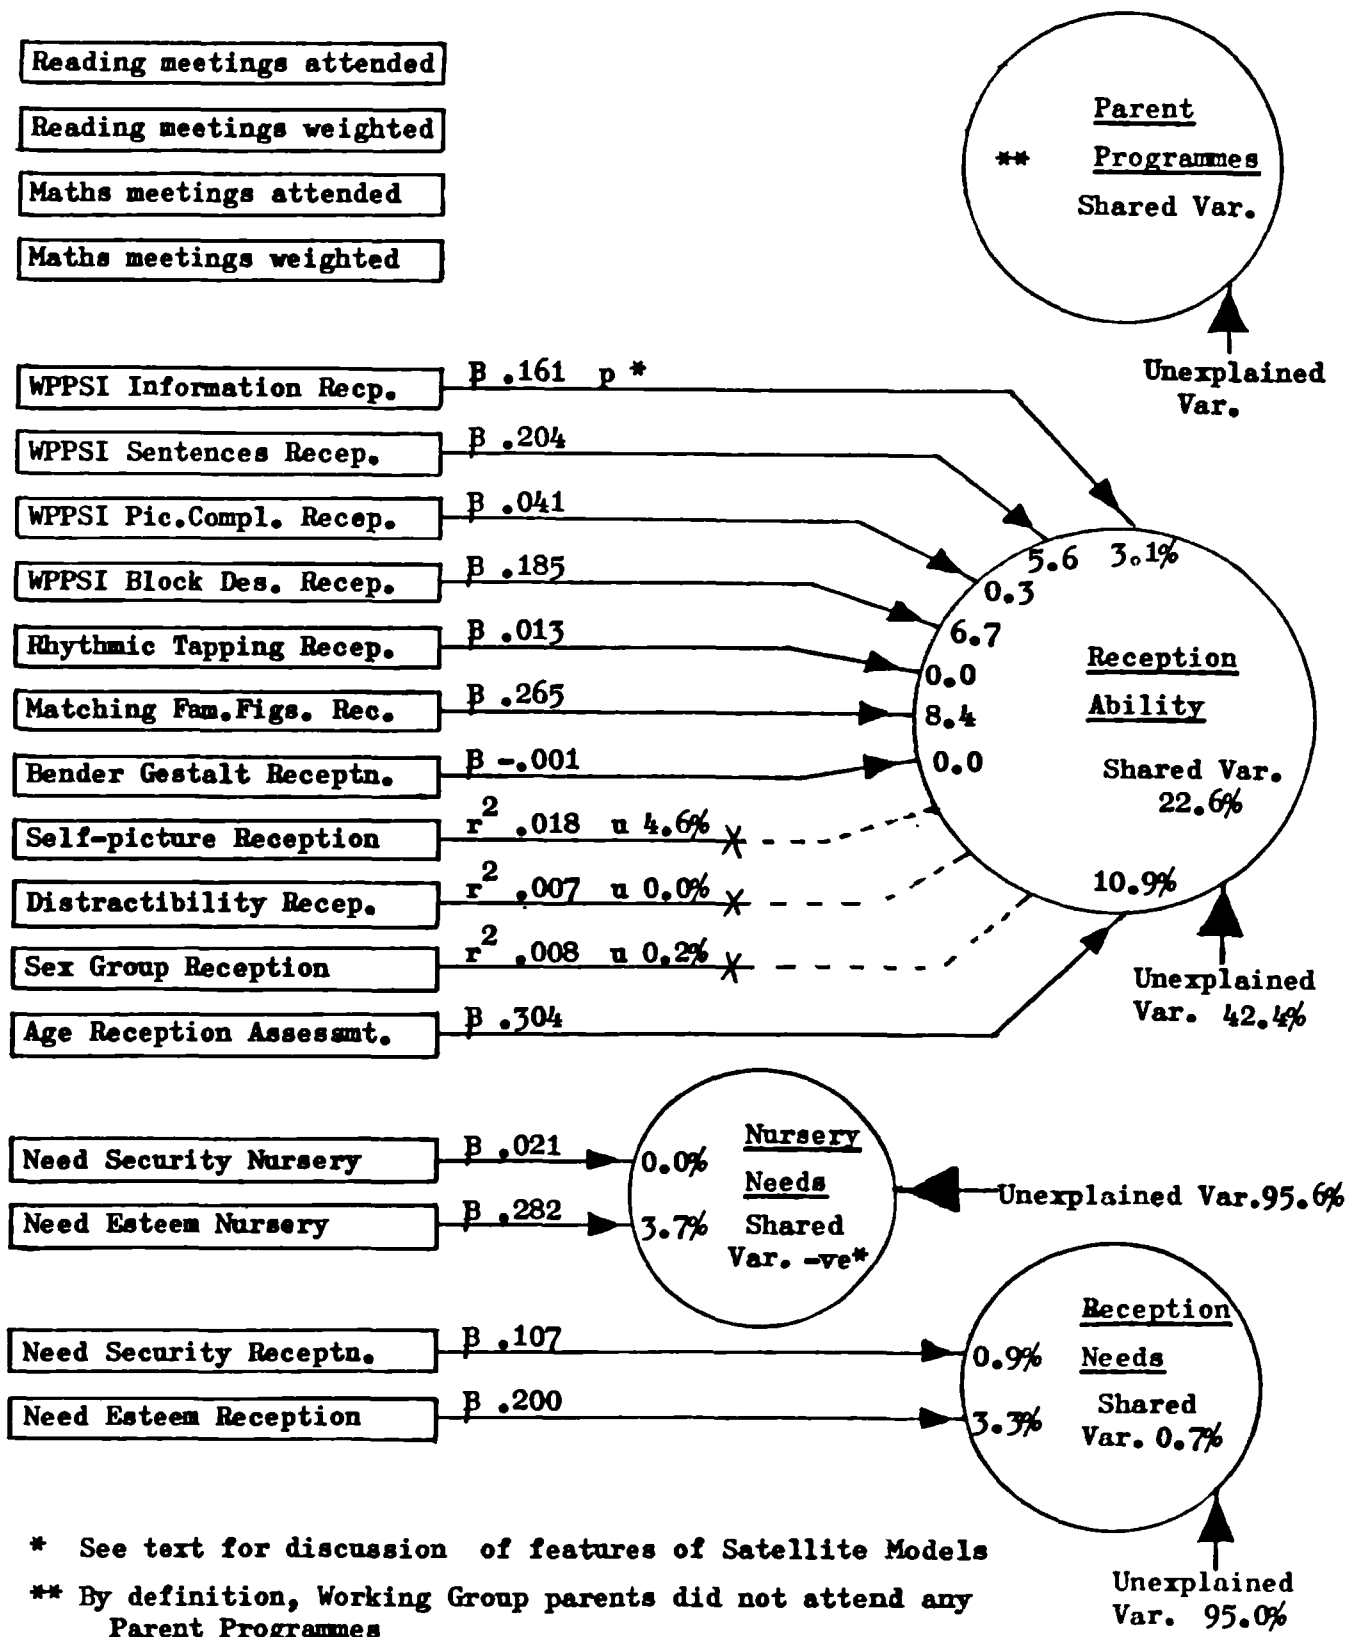 Reading meetings attended
Reading meetings weighted
Maths meetings attended
Maths meetings weighted
Parent
** Programmes
Shared Var.
Unexplained
Var.
WPPSI Information Recp.
β .161 p *
WPPSI Sentences Recep.
β .204
WPPSI Pic.Compl. Recep.
β .041
WPPSI Block Des. Recep.
β .185
Rhythmic Tapping Recep.
β .013
Matching Fam.Figs. Rec.
β .265
Bender Gestalt Receptn.
β -.001
Self-picture Reception
r² .018 u 4.6%
Distractibility Recep.
r² .007 u 0.0%
Sex Group Reception
r² .008 u 0.2%
Age Reception Assessmt.
β .304
3.1%
5.6
0.3
6.7
0.0
8.4
0.0
10.9%
Reception
Ability
Shared Var.
22.6%
Unexplained
Var. 42.4%
Need Security Nursery
β .021
Need Esteem Nursery
β .282
0.0%
3.7%
Nursery
Needs
Shared
Var. -ve*
Unexplained Var.95.6%
Need Security Receptn.
β .107
Need Esteem Reception
β .200
0.9%
3.3%
Reception
Needs
Shared
Var. 0.7%
Unexplained
Var. 95.0%
* See text for discussion of features of Satellite Models
** By definition, Working Group parents did not attend any
Parent Programmes